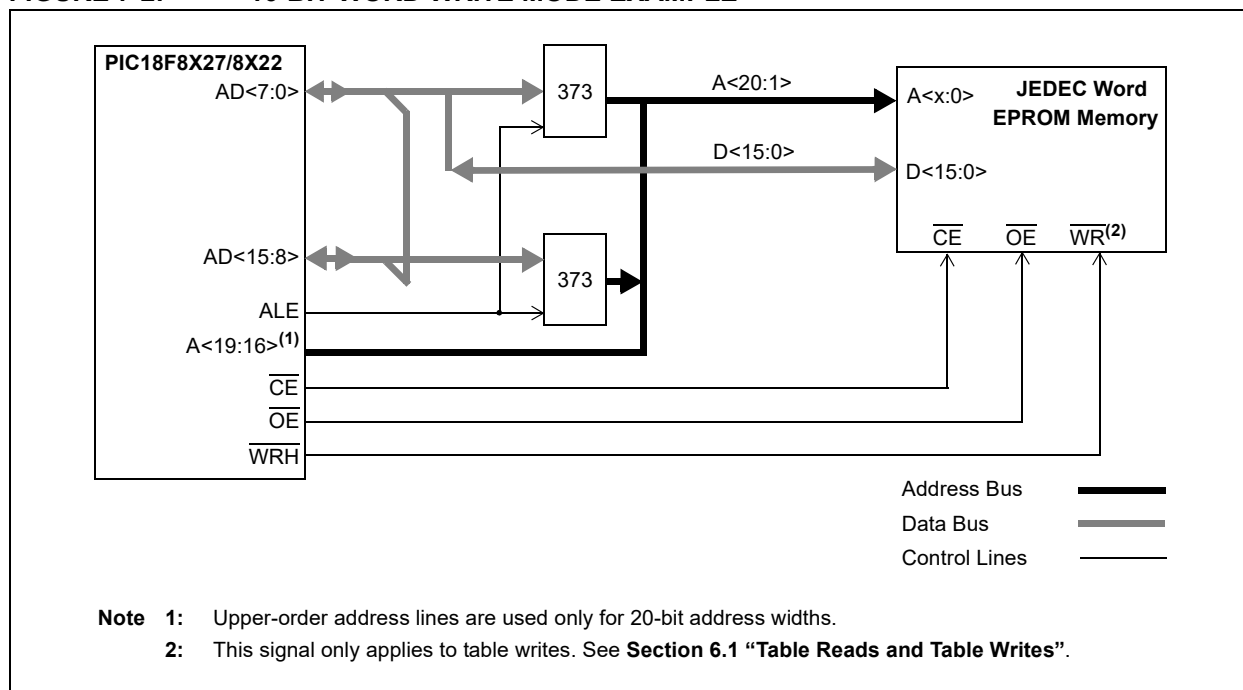 PIC18F8X27/8X22
AD<7:0>
373
A<20:1>
A<x:0>
JEDEC Word
EPROM Memory
D<15:0>
D<15:0>
AD<15:8>
373
CE
OE
WR(2)
ALE
A<19:16>(1)
CE
OE
WRH
Address Bus
Data Bus
Control Lines
Note 1: Upper-order address lines are used only for 20-bit address widths.
2: This signal only applies to table writes. See Section 6.1 “Table Reads and Table Writes”.